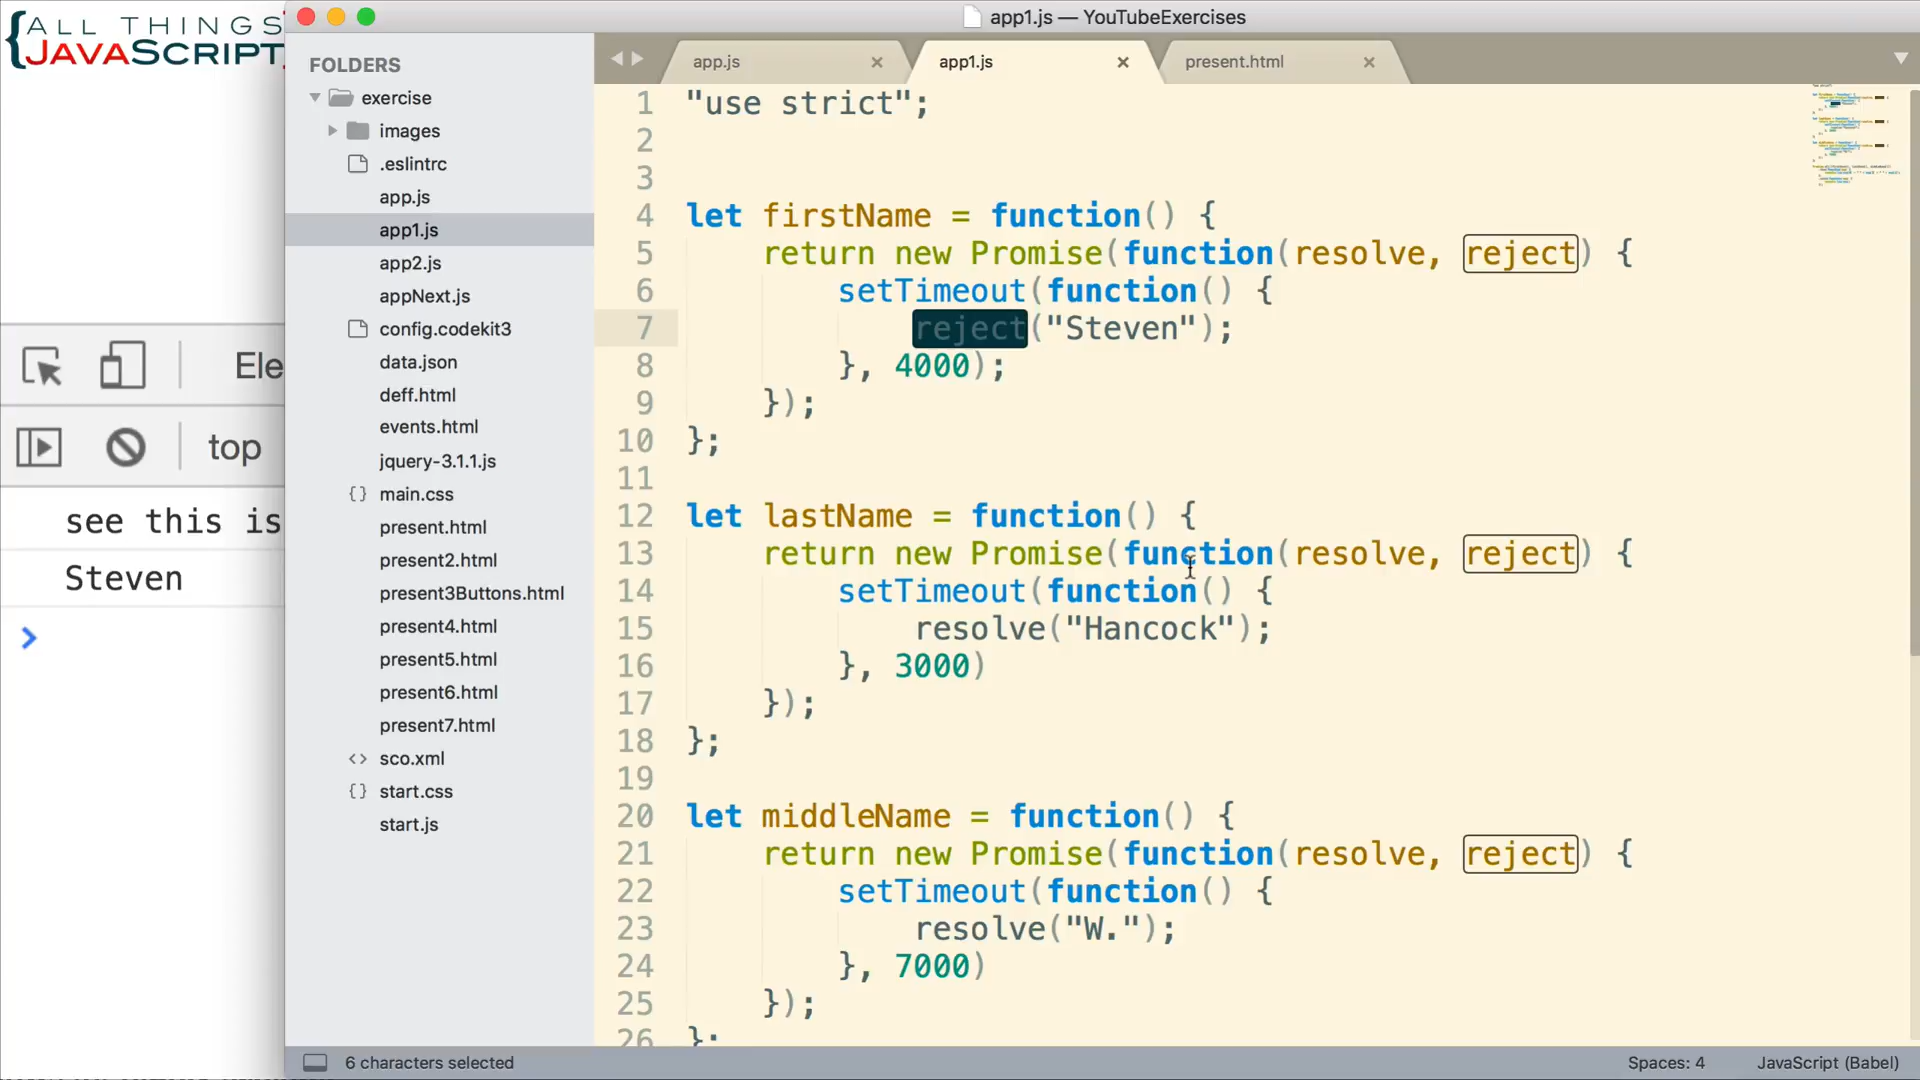 ALL THINGS
JAVASCRIPT
app1.js — YouTubeExercises
FOLDERS
exercise
images
.eslintrc
app.js
app1.js
app2.js
appNext.js
config.codekit3
data.json
deff.html
events.html
jquery-3.1.1.js
main.css
present.html
present2.html
present3Buttons.html
present4.html
present5.html
present6.html
present7.html
sco.xml
start.css
start.js
Ele
top
see this is
Steven
app.js
app1.js
present.html
1 "use strict";
2
3
4 let firstName = function() {
5 return new Promise(function(resolve, reject) {
6 setTimeout(function() {
7 reject("Steven");
8 }, 4000);
9 });
10 };
11
12 let lastName = function() {
13 return new Promise(function(resolve, reject) {
14 setTimeout(function() {
15 resolve("Hancock");
16 }, 3000)
17 });
18 };
19
20 let middleName = function() {
21 return new Promise(function(resolve, reject) {
22 setTimeout(function() {
23 resolve("W.");
24 }, 7000)
25 });
26 };
6 characters selected
Spaces: 4
JavaScript (Babel)